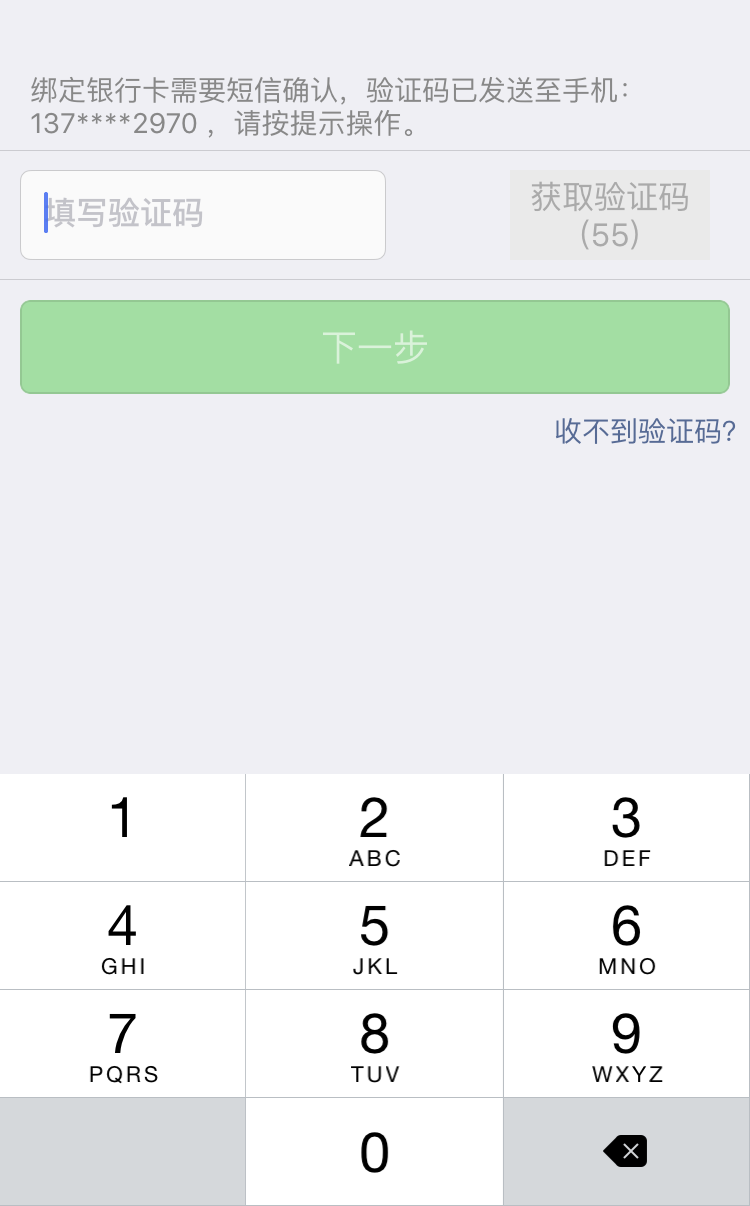 绑定银行卡需要短信确认，验证码已发送至手机：
137****2970 ，请按提示操作。
填写验证码
获取验证码
(55)
下一步
收不到验证码?
1
2
3
ABC
DEF
4
5
6
GHI
JKL
MNO
7
8
9
PQRS
TUV
WXYZ
0